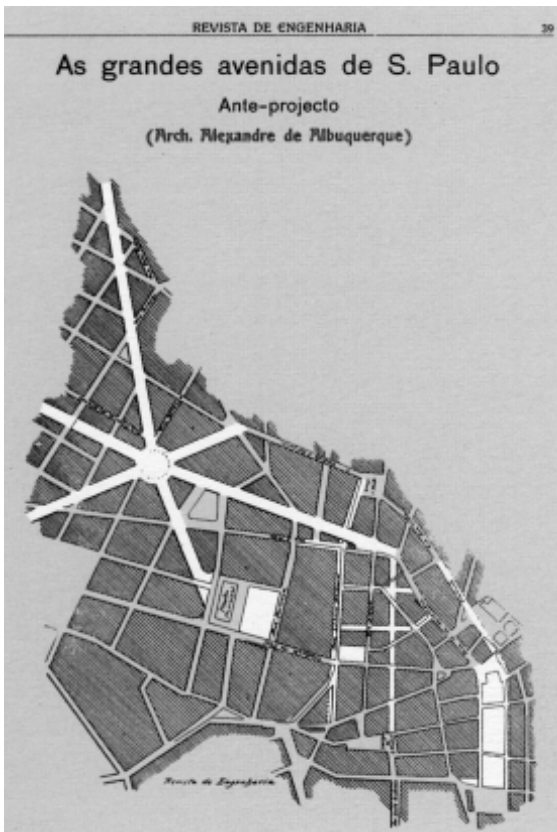 REVISTA DE ENGENHARIA 39
As grandes avenidas de S. Paulo
Ante-projecto
(Arch. Alexandre de Albuquerque)
Revista de Engenharia